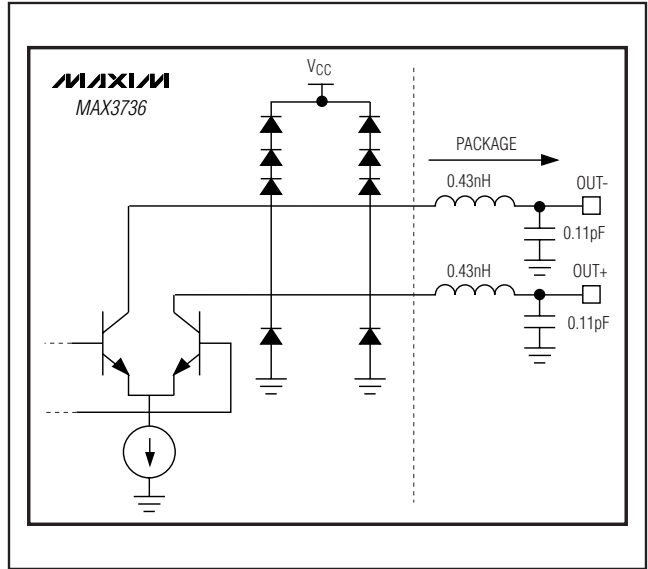 MAXIM
MAX3736
VCC
PACKAGE
0.43nH
OUT-
0.11pF
0.43nH
OUT+
0.11pF